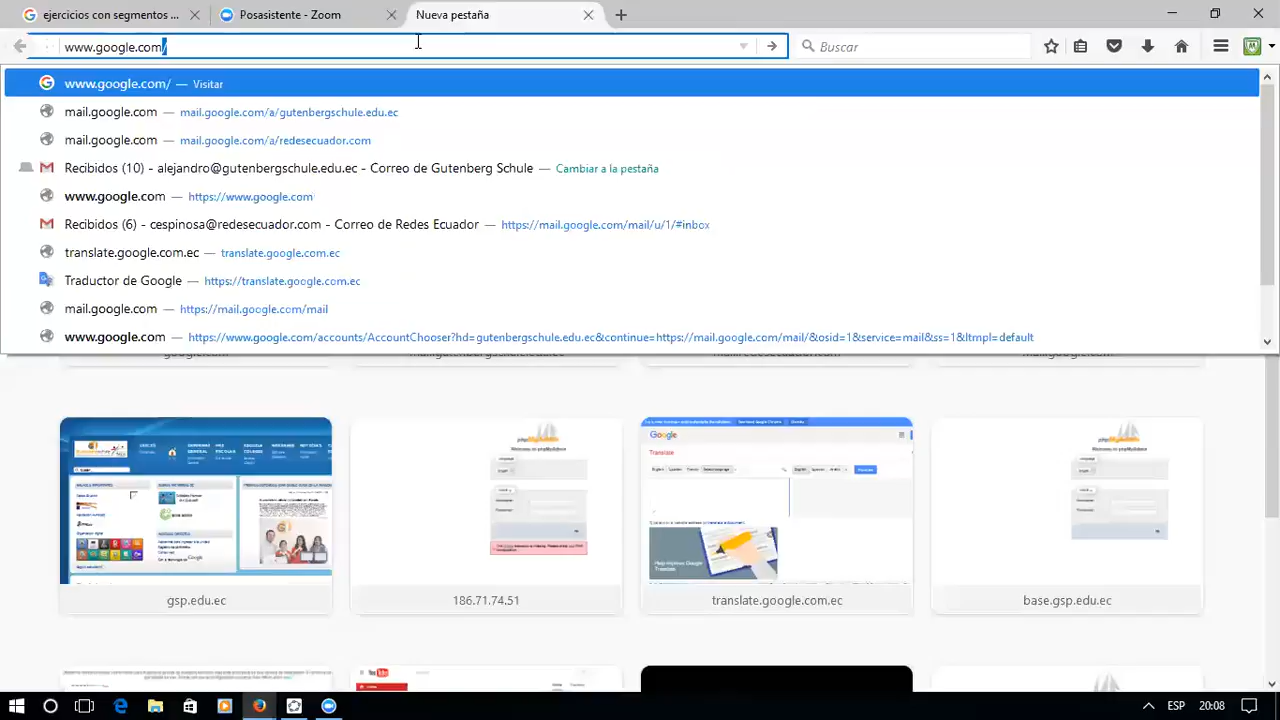 ejercicios con segmentos ...
Posasistente - Zoom
Nueva pestaña
www.google.com/
Buscar
www.google.com/ — Visitar
mail.google.com — mail.google.com/a/gutenbergschule.edu.ec
mail.google.com — mail.google.com/a/redesecuador.com
Recibidos (10) - alejandro@gutenbergschule.edu.ec - Correo de Gutenberg Schule — Cambiar a la pestaña
www.google.com — https://www.google.com
Recibidos (6) - cespinosa@redesecuador.com - Correo de Redes Ecuador — https://mail.google.com/mail/u/1/#inbox
translate.google.com.ec — translate.google.com.ec
Traductor de Google — https://translate.google.com.ec
mail.google.com — https://mail.google.com/mail
www.google.com — https://www.google.com/accounts/AccountChooser?hd=gutenbergschule.edu.ec&continue=https://mail.google.com/mail/&osid=1&service=mail&ss=1&ltmpl=default
Google
Translate
gsp.edu.ec
186.71.74.51
translate.google.com.ec
base.gsp.edu.ec
ESP
20:08